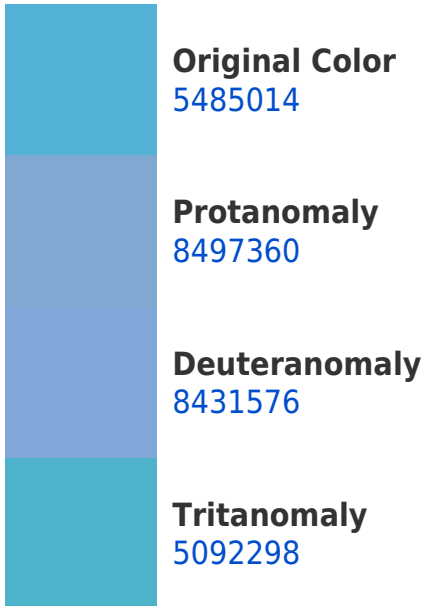 Original Color
5485014
Protanomaly
8497360
Deuteranomaly
8431576
Tritanomaly
5092298